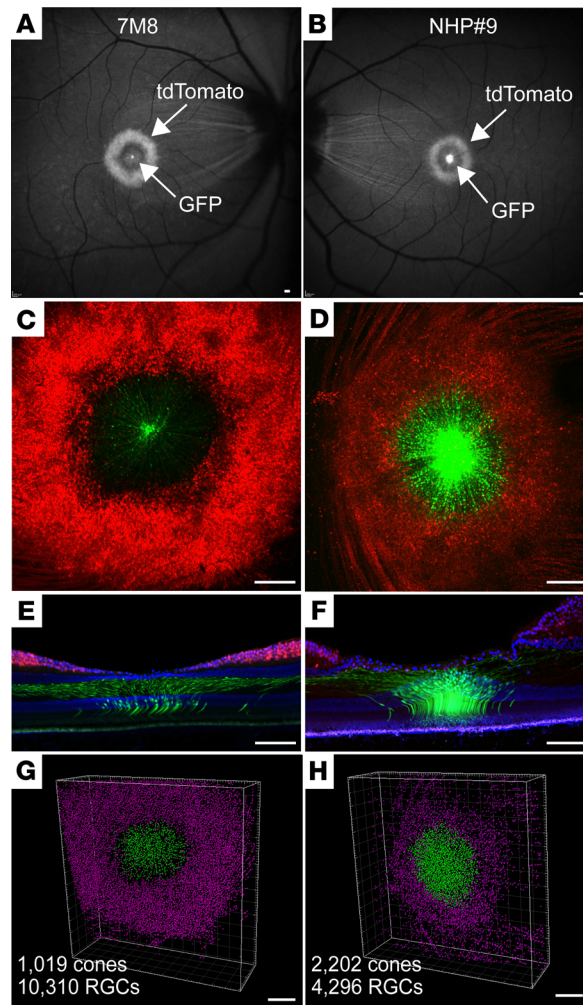 A
7M8
tdTomato
GFP
B
NHP#9
tdTomato
GFP
C
D
E
F
G
1,019 cones
10,310 RGCs
H
2,202 cones
4,296 RGCs